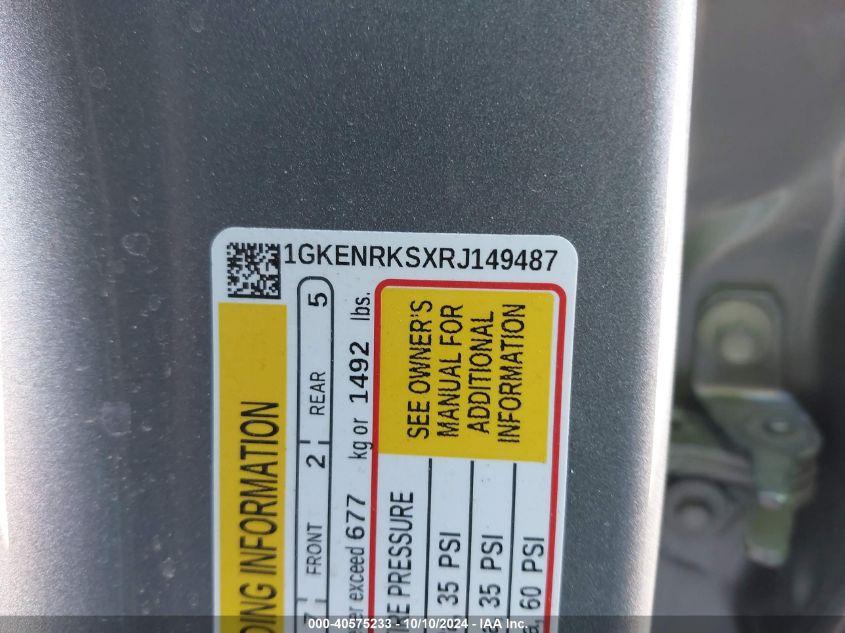 1GKENRKSXRJ149487
INFORMATION
FRONT 2 REAR 5
exceed 677 kg or 1492 lbs.
SEE OWNER'S
MANUAL FOR
ADDITIONAL
INFORMATION
PRESSURE
35 PSI
35 PSI
60 PSI
000-40575233 - 10/10/2024 - IAA Inc.